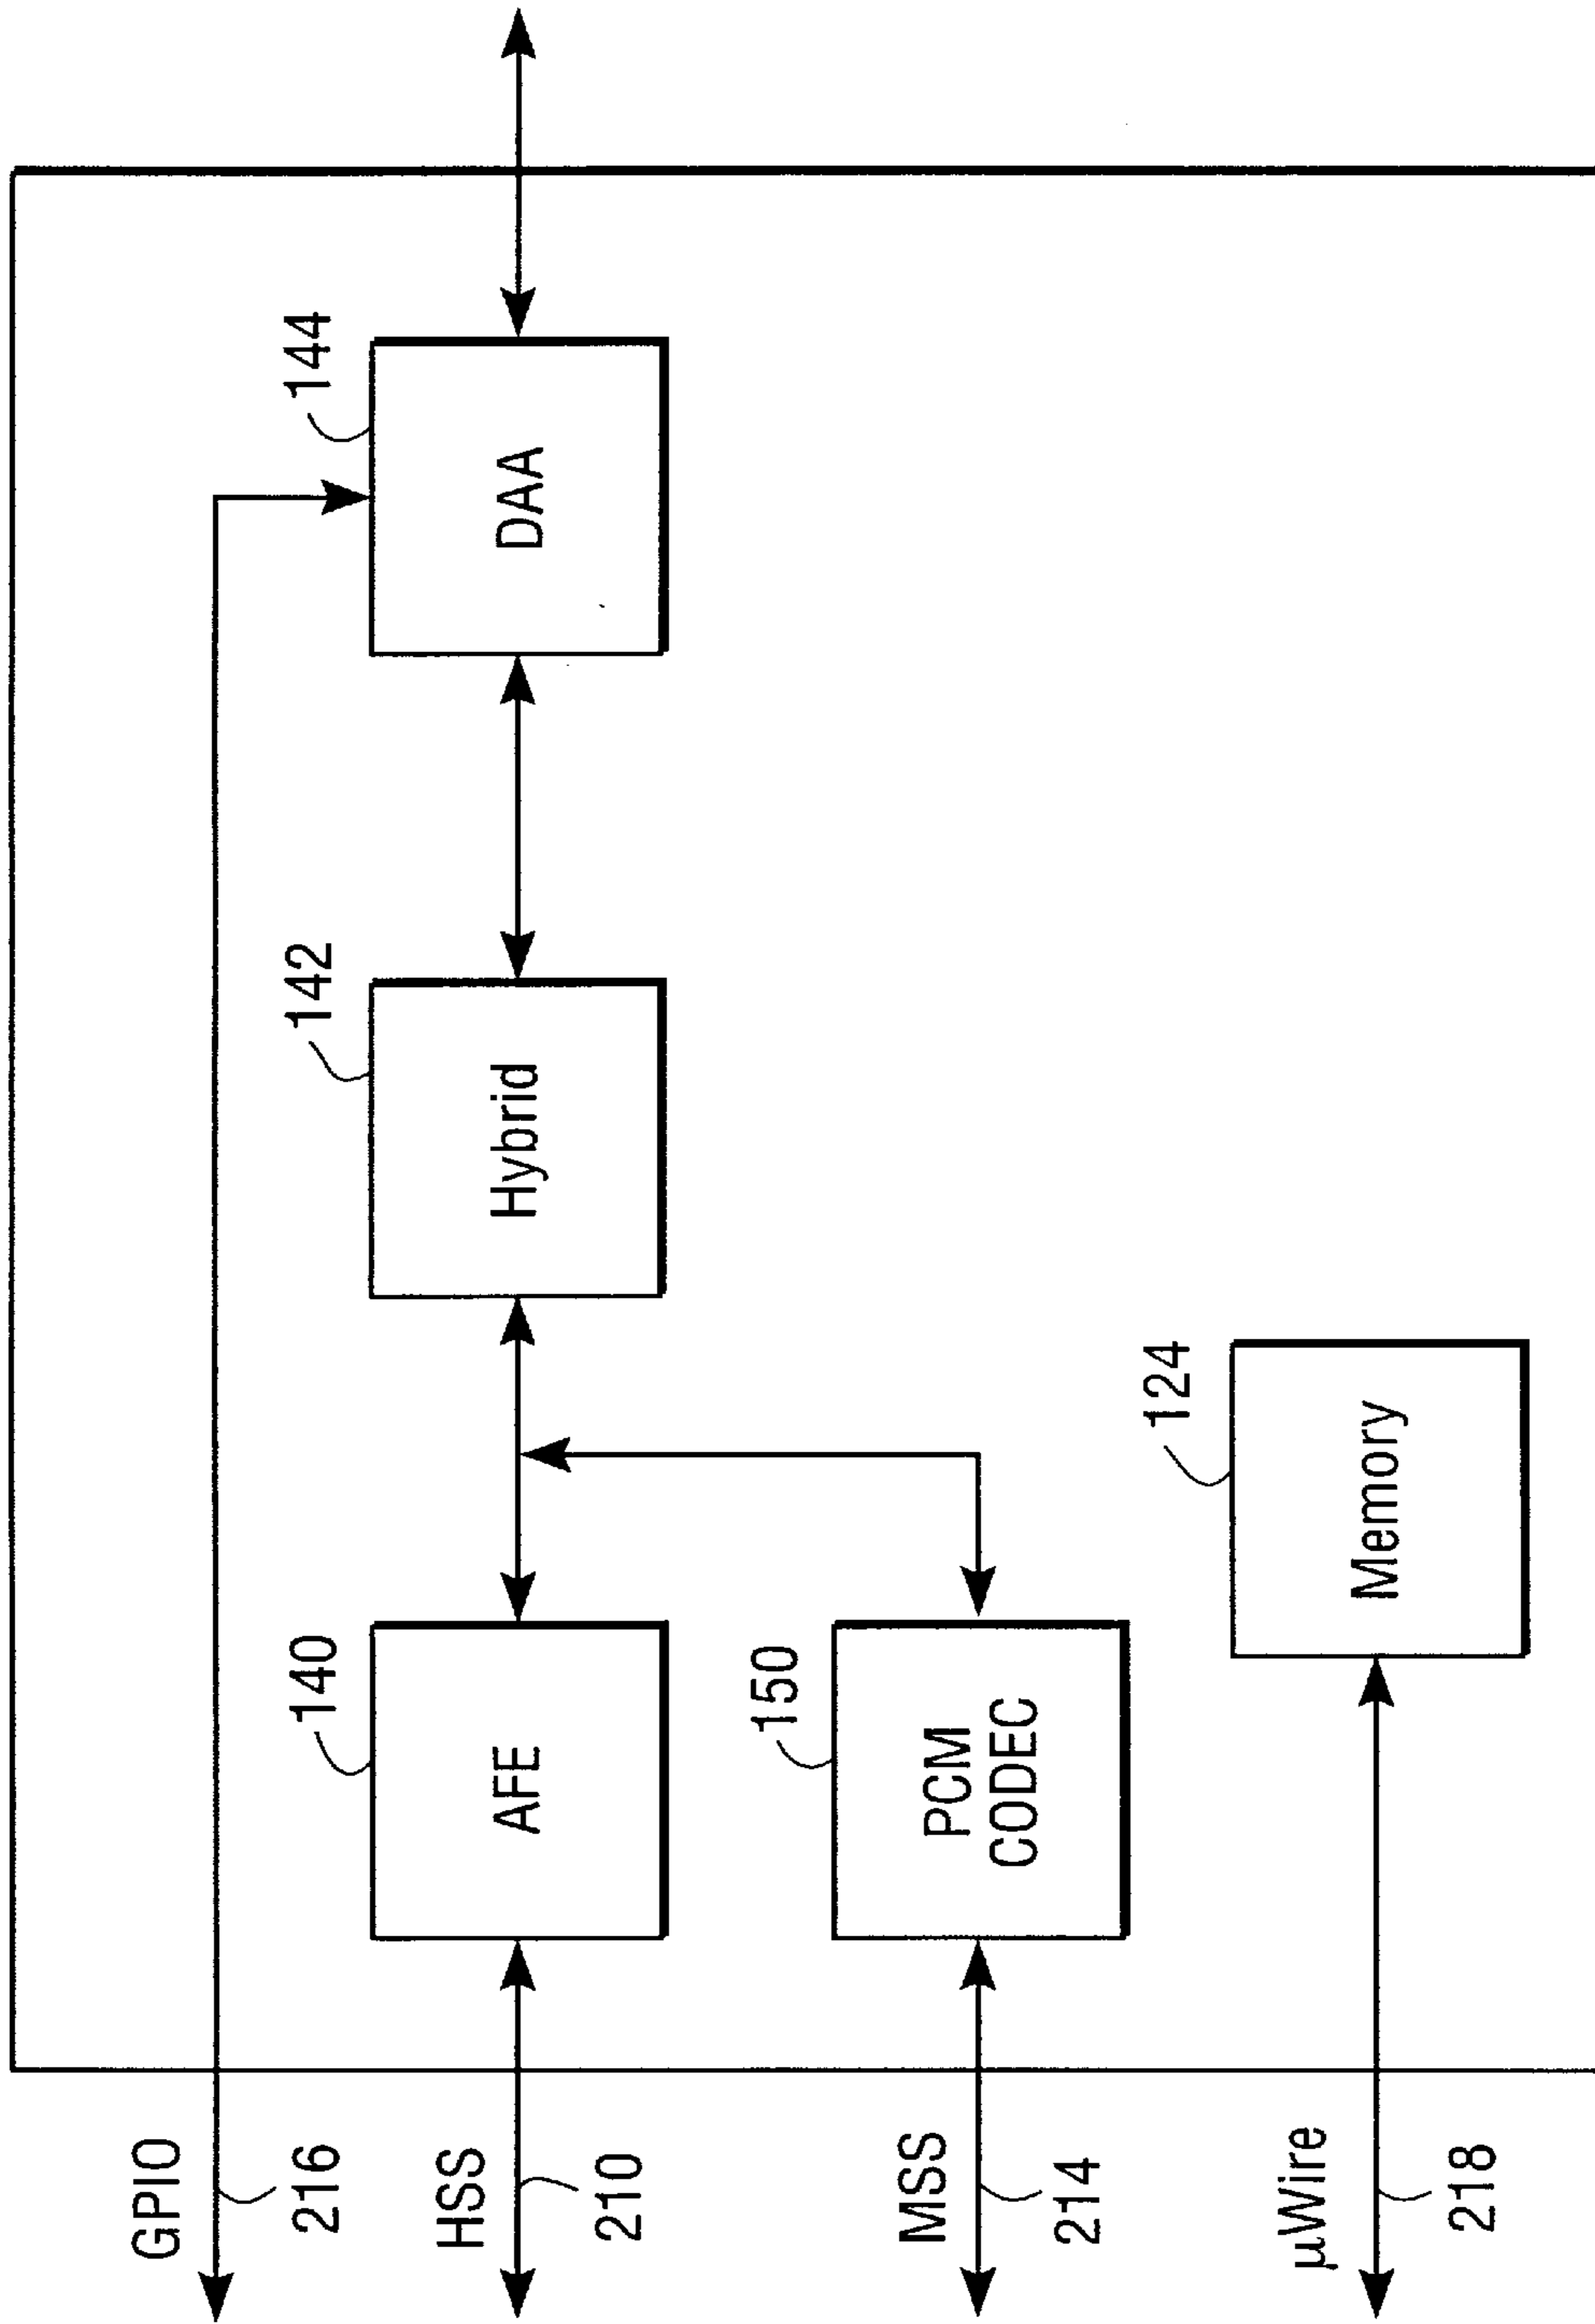 GPIO
216
144
DAA
142
Hybrid
140
AFE
HSS
210
150
PCM
CODEC
MSS
214
124
Memory
µWire
218